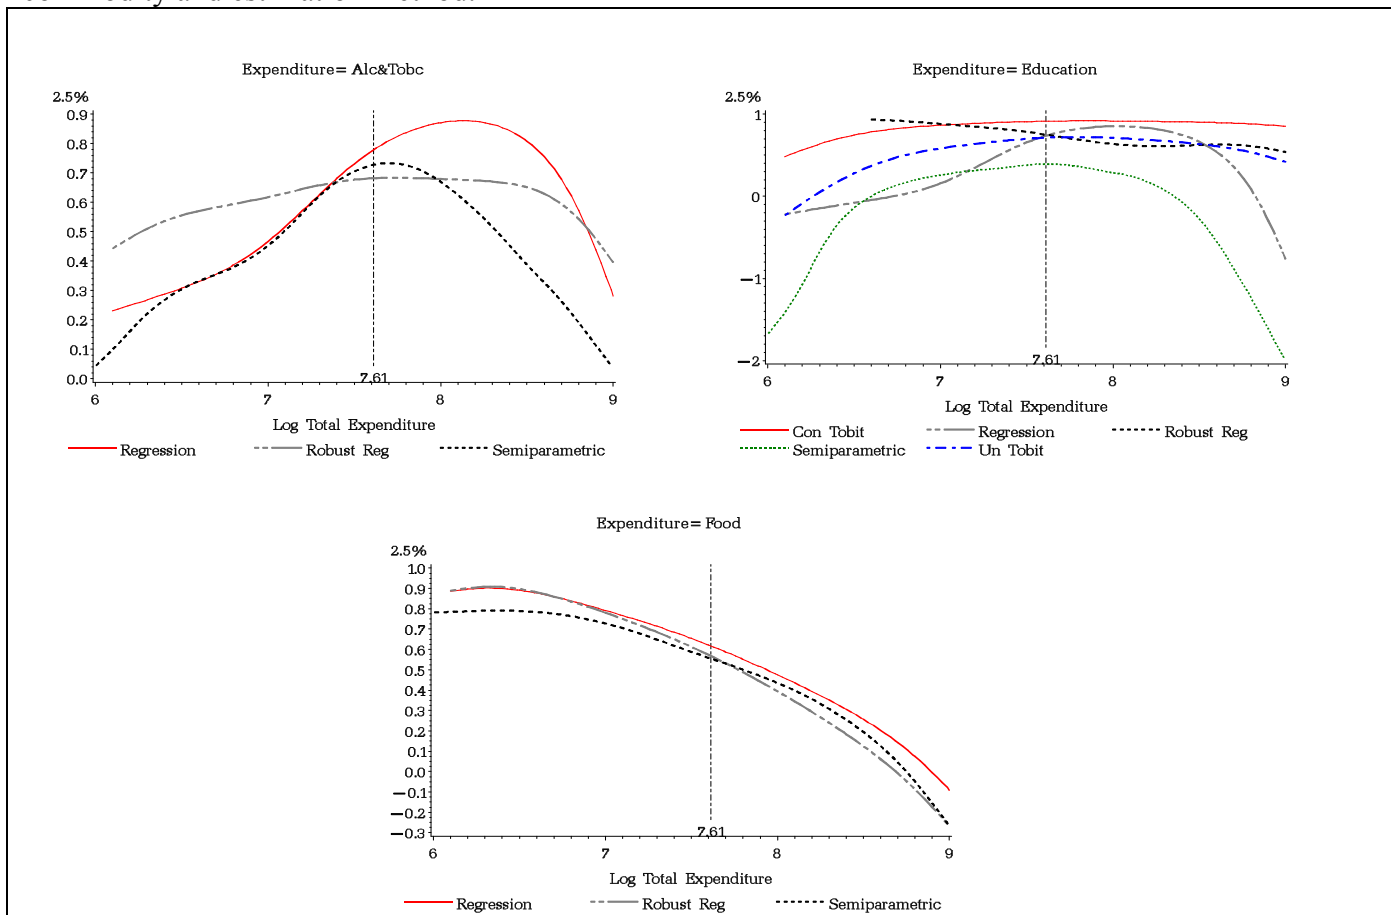 Expenditure= Alc&Tobc
2.5%
0.9
0.8
0.7
0.6
0.5
0.4
0.3
0.2
0.1
0.0
7.61
6 7 8 9
Log Total Expenditure
Regression Robust Reg Semiparametric
Expenditure= Education
2.5%
1
0
−1
−2
7.61
6 7 8 9
Log Total Expenditure
Con Tobit Regression Robust Reg
Semiparametric Un Tobit
Expenditure= Food
2.5%
1.0
0.9
0.8
0.7
0.6
0.5
0.4
0.3
0.2
0.1
0.0
−0.1
−0.2
−0.3
7.61
6 7 8 9
Log Total Expenditure
Regression Robust Reg Semiparametric